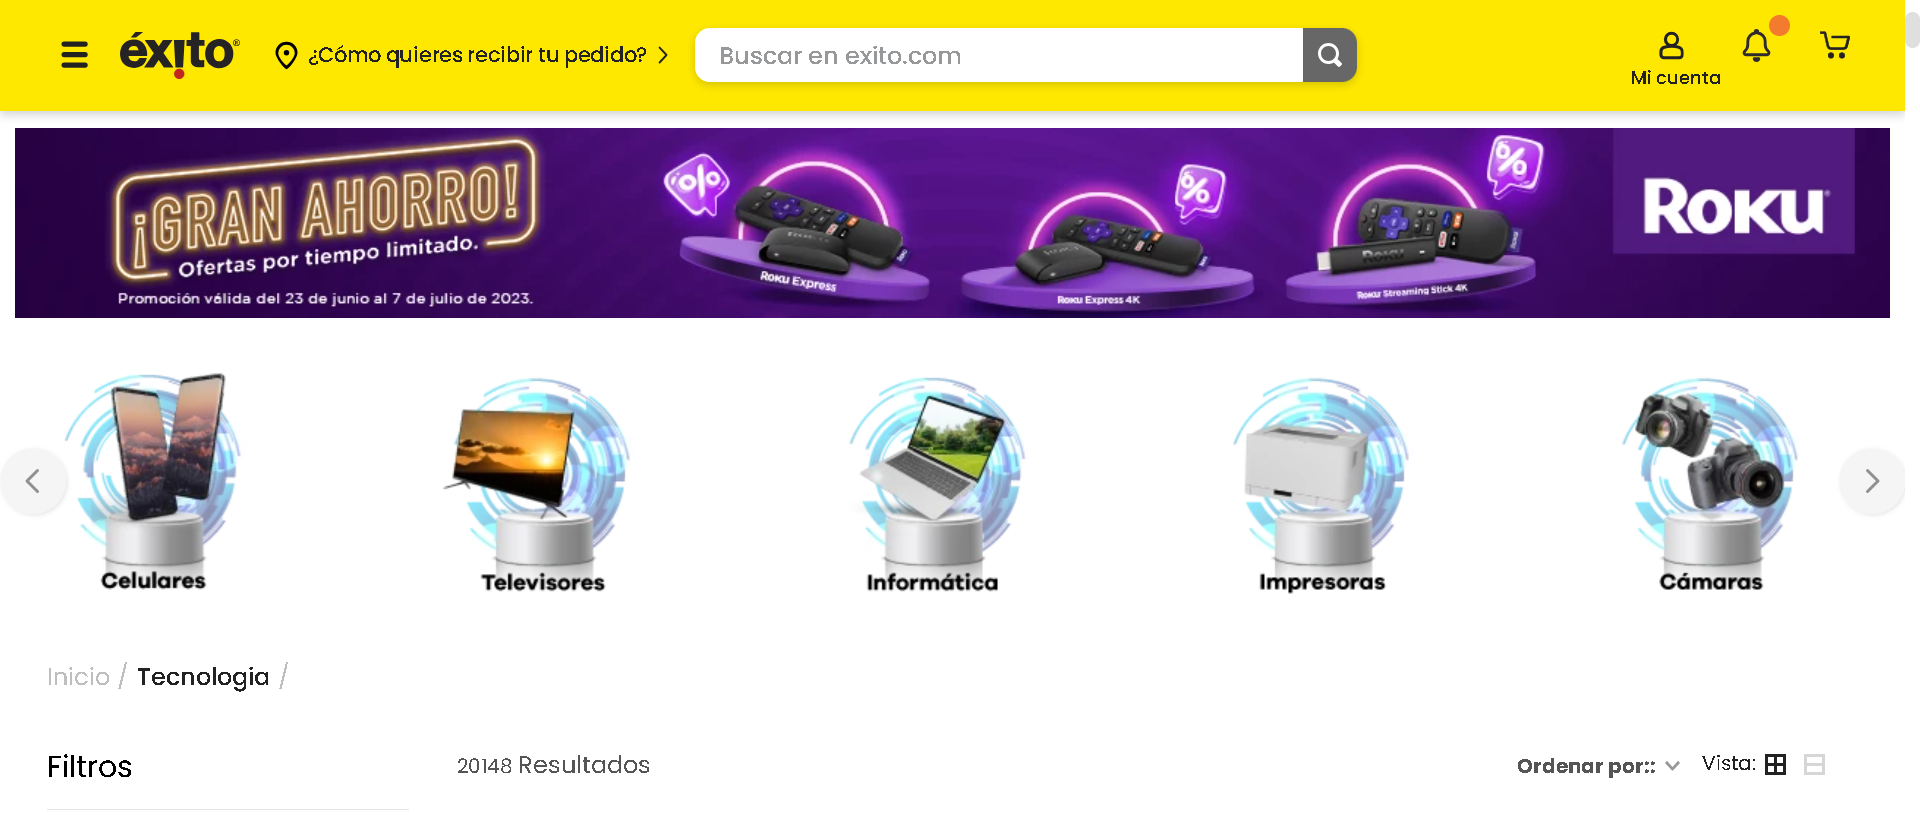 éxito®
¿Cómo quieres recibir tu pedido?
Buscar en exito.com
Mi cuenta
¡GRAN AHORRO!
Ofertas por tiempo limitado.
Promoción válida del 23 de junio al 7 de julio de 2023.
Roku Express
Roku Express 4K
Roku Streaming Stick 4K
Roku
Celulares
Televisores
Informática
Impresoras
Cámaras
Inicio / Tecnología /
Filtros
20148 Resultados
Ordenar por::
Vista: